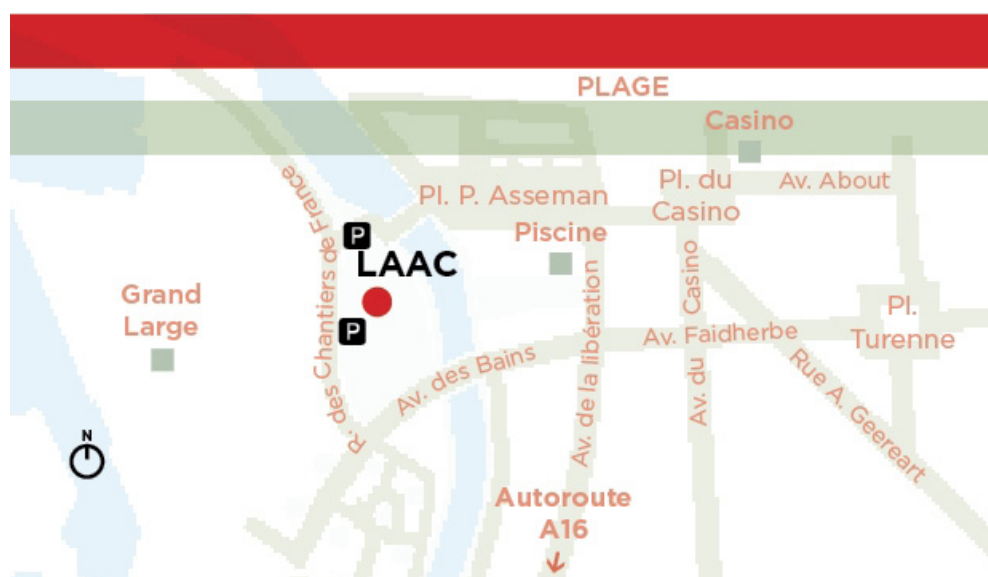 PLAGE
Casino
R. des Chantiers de France
Pl. P. Asseman
Pl. du
Casino
Av. About
P
LAAC
Piscine
Grand
Large
P
Av. des Bains
Av. de la libération
Av. du Casino
Av. Faidherbe
Pl.
Turenne
Rue A. Geereart
N
Autoroute
A16